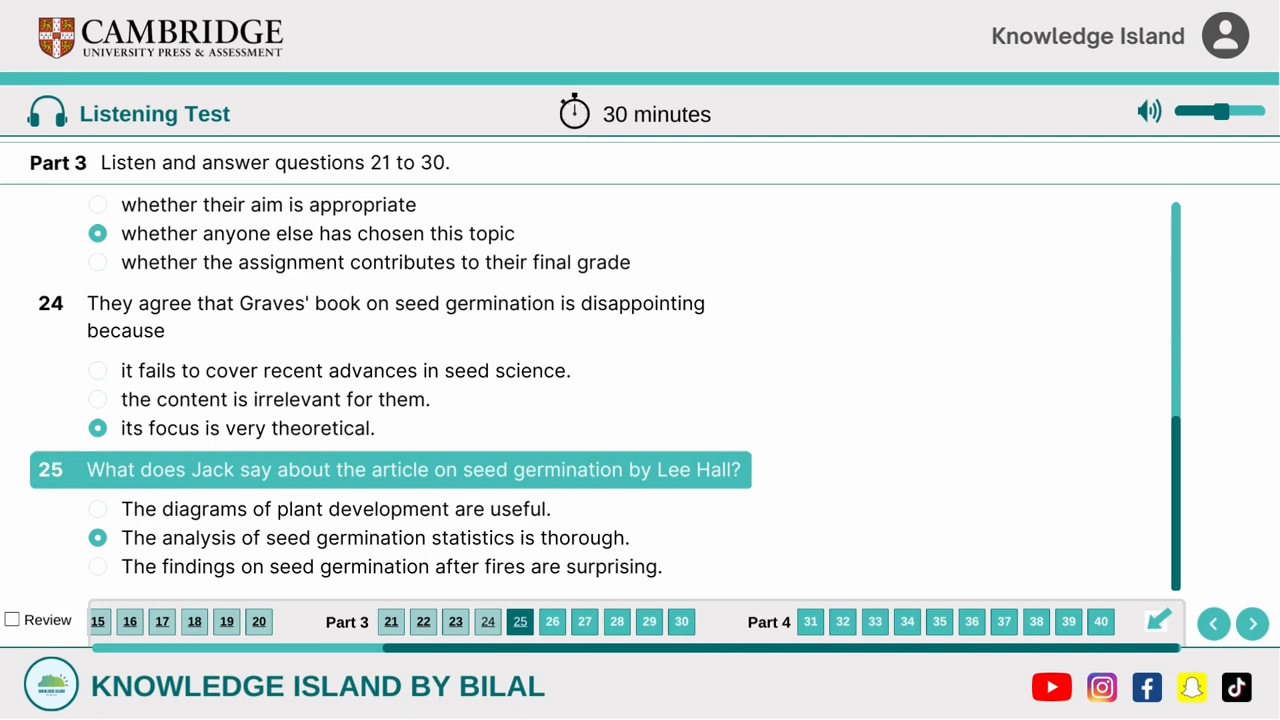 CAMBRIDGE
UNIVERSITY PRESS & ASSESSMENT
Knowledge Island
Listening Test
30 minutes
Part 3 Listen and answer questions 21 to 30.
whether their aim is appropriate
whether anyone else has chosen this topic
whether the assignment contributes to their final grade
24 They agree that Graves' book on seed germination is disappointing
because
it fails to cover recent advances in seed science.
the content is irrelevant for them.
its focus is very theoretical.
25 What does Jack say about the article on seed germination by Lee Hall?
The diagrams of plant development are useful.
The analysis of seed germination statistics is thorough.
The findings on seed germination after fires are surprising.
Review 15 16 17 18 19 20 Part 3 21 22 23 24 25 26 27 28 29 30 Part 4 31 32 33 34 35 36 37 38 39 40
KNOWLEDGE ISLAND BY BILAL